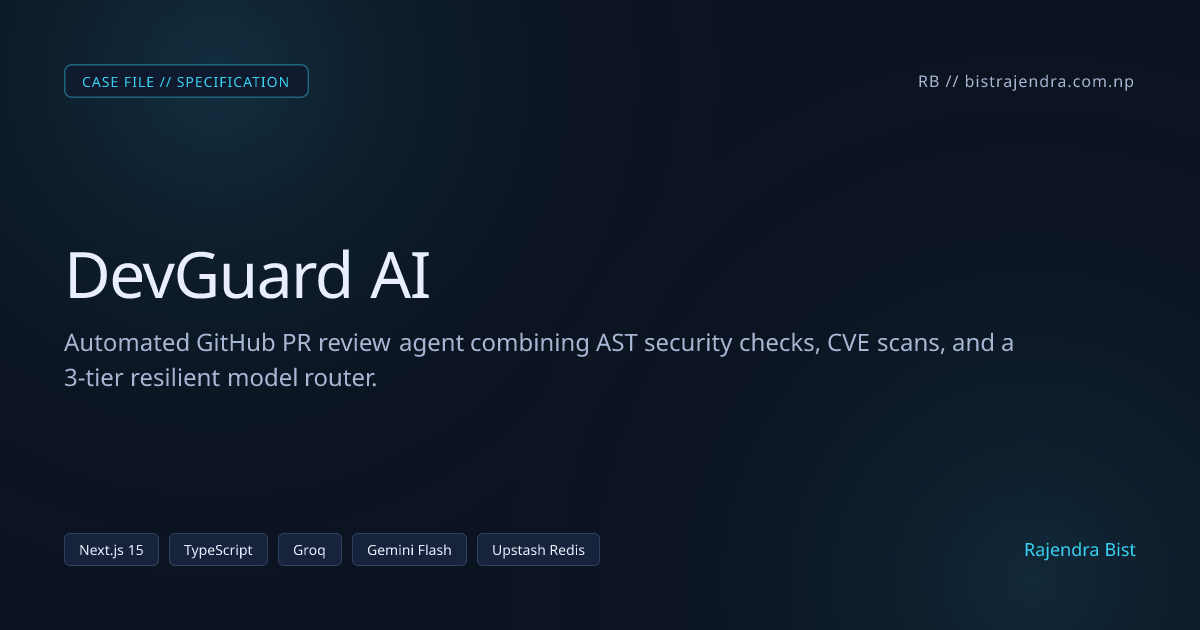 CASE FILE // SPECIFICATION
RB // bistrajendra.com.np
DevGuard AI
Automated GitHub PR review agent combining AST security checks, CVE scans, and a
3-tier resilient model router.
Next.js 15
TypeScript
Groq
Gemini Flash
Upstash Redis
Rajendra Bist